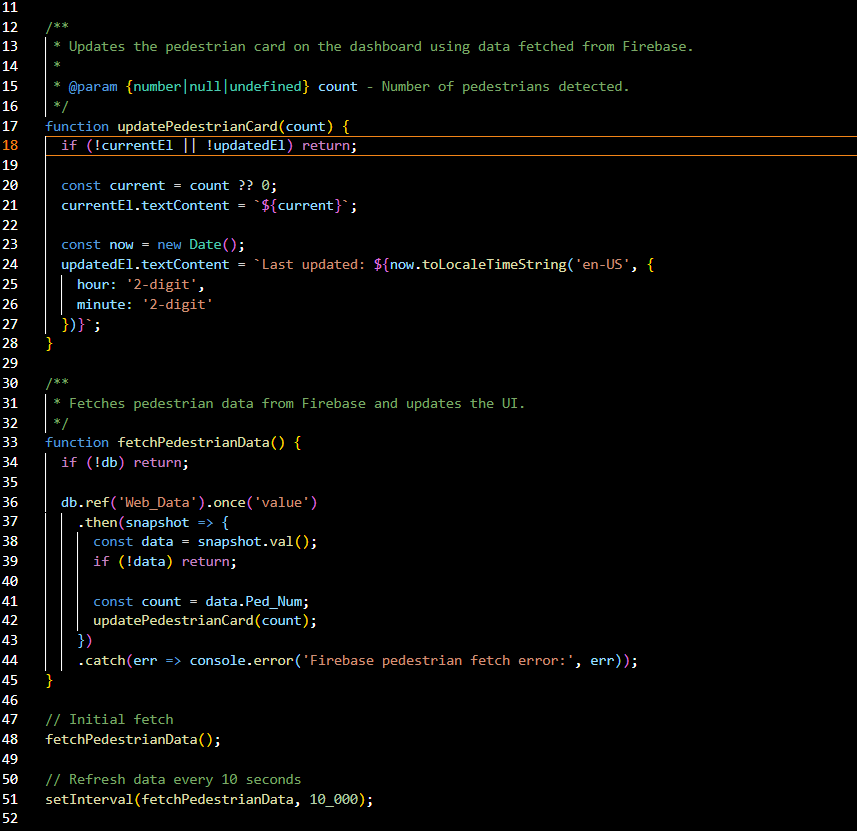 11
12 /**
13  * Updates the pedestrian card on the dashboard using data fetched from Firebase.
14  *
15  * @param {number|null|undefined} count - Number of pedestrians detected.
16  */
17 function updatePedestrianCard(count) {
18   if (!currentEl || !updatedEl) return;
19
20   const current = count ?? 0;
21   currentEl.textContent = `${current}`;
22
23   const now = new Date();
24   updatedEl.textContent = `Last updated: ${now.toLocaleTimeString('en-US', {
25     hour: '2-digit',
26     minute: '2-digit'
27   })}`;
28 }
29
30 /**
31  * Fetches pedestrian data from Firebase and updates the UI.
32  */
33 function fetchPedestrianData() {
34   if (!db) return;
35
36   db.ref('Web_Data').once('value')
37     .then(snapshot => {
38       const data = snapshot.val();
39       if (!data) return;
40
41       const count = data.Ped_Num;
42       updatePedestrianCard(count);
43     })
44     .catch(err => console.error('Firebase pedestrian fetch error:', err));
45 }
46
47 // Initial fetch
48 fetchPedestrianData();
49
50 // Refresh data every 10 seconds
51 setInterval(fetchPedestrianData, 10_000);
52